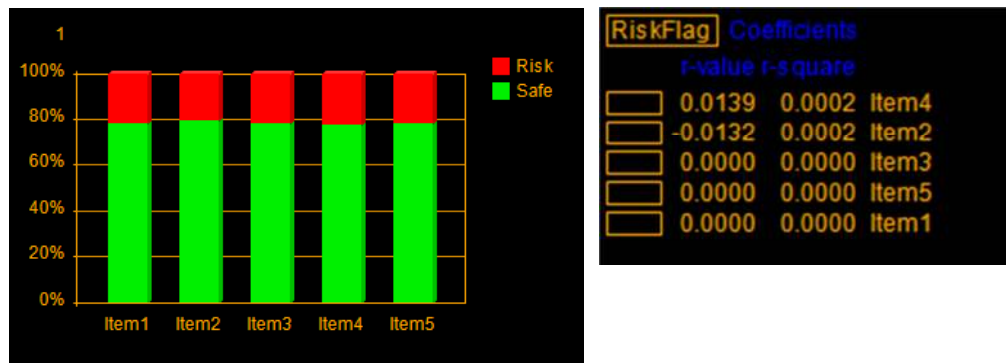 1
100%
80%
60%
40%
20%
0%
Item1 Item2 Item3 Item4 Item5
Risk
Safe
RiskFlag Coefficients
r-value r-square
0.0139 0.0002 Item4
-0.0132 0.0002 Item2
0.0000 0.0000 Item3
0.0000 0.0000 Item5
0.0000 0.0000 Item1